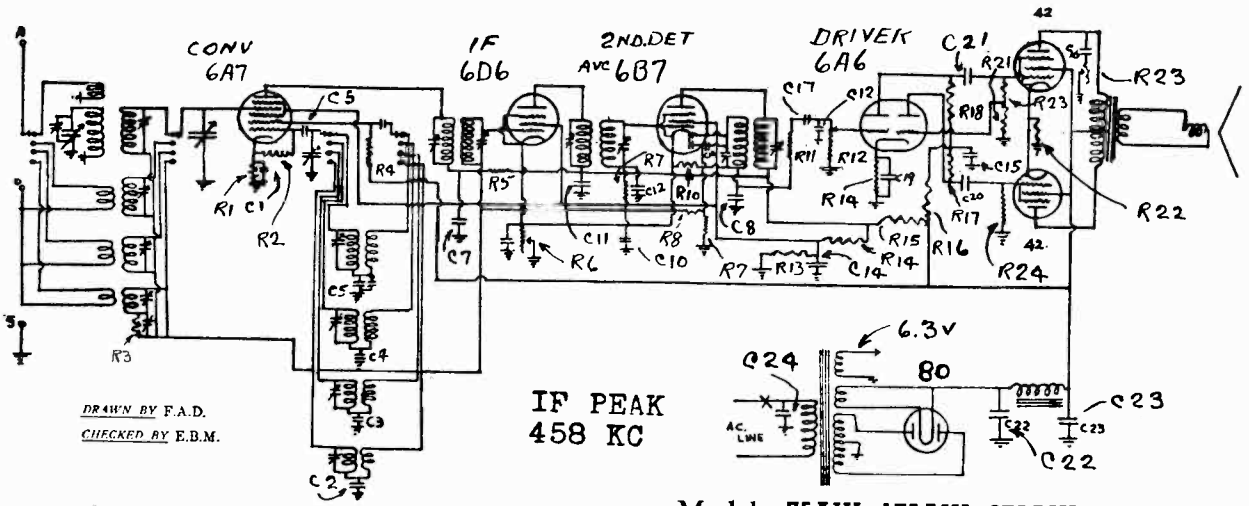 42
CONV
6A7
IF
6D6
2ND.DET
AVC 6B7
DRIVER
6A6
C21
R21
R23
R23
A
C5
C17
C12
R18
R4
R11
R12
R5
R7
C12
R10
C19
C15
R14
C20
R17
R1
C1
R2
C7
C11
R8
C8
R15
R16
R22
42.
R6
C10
R7
R13
C14
R14
R24
C5
S
R3
C4
6.3V
C24
80
DRAWN BY F.A.D.
CHECKED BY E.B.M.
IF PEAK
458 KC
C3
A.C.
LINE
C22
C23
C23
C22
C2